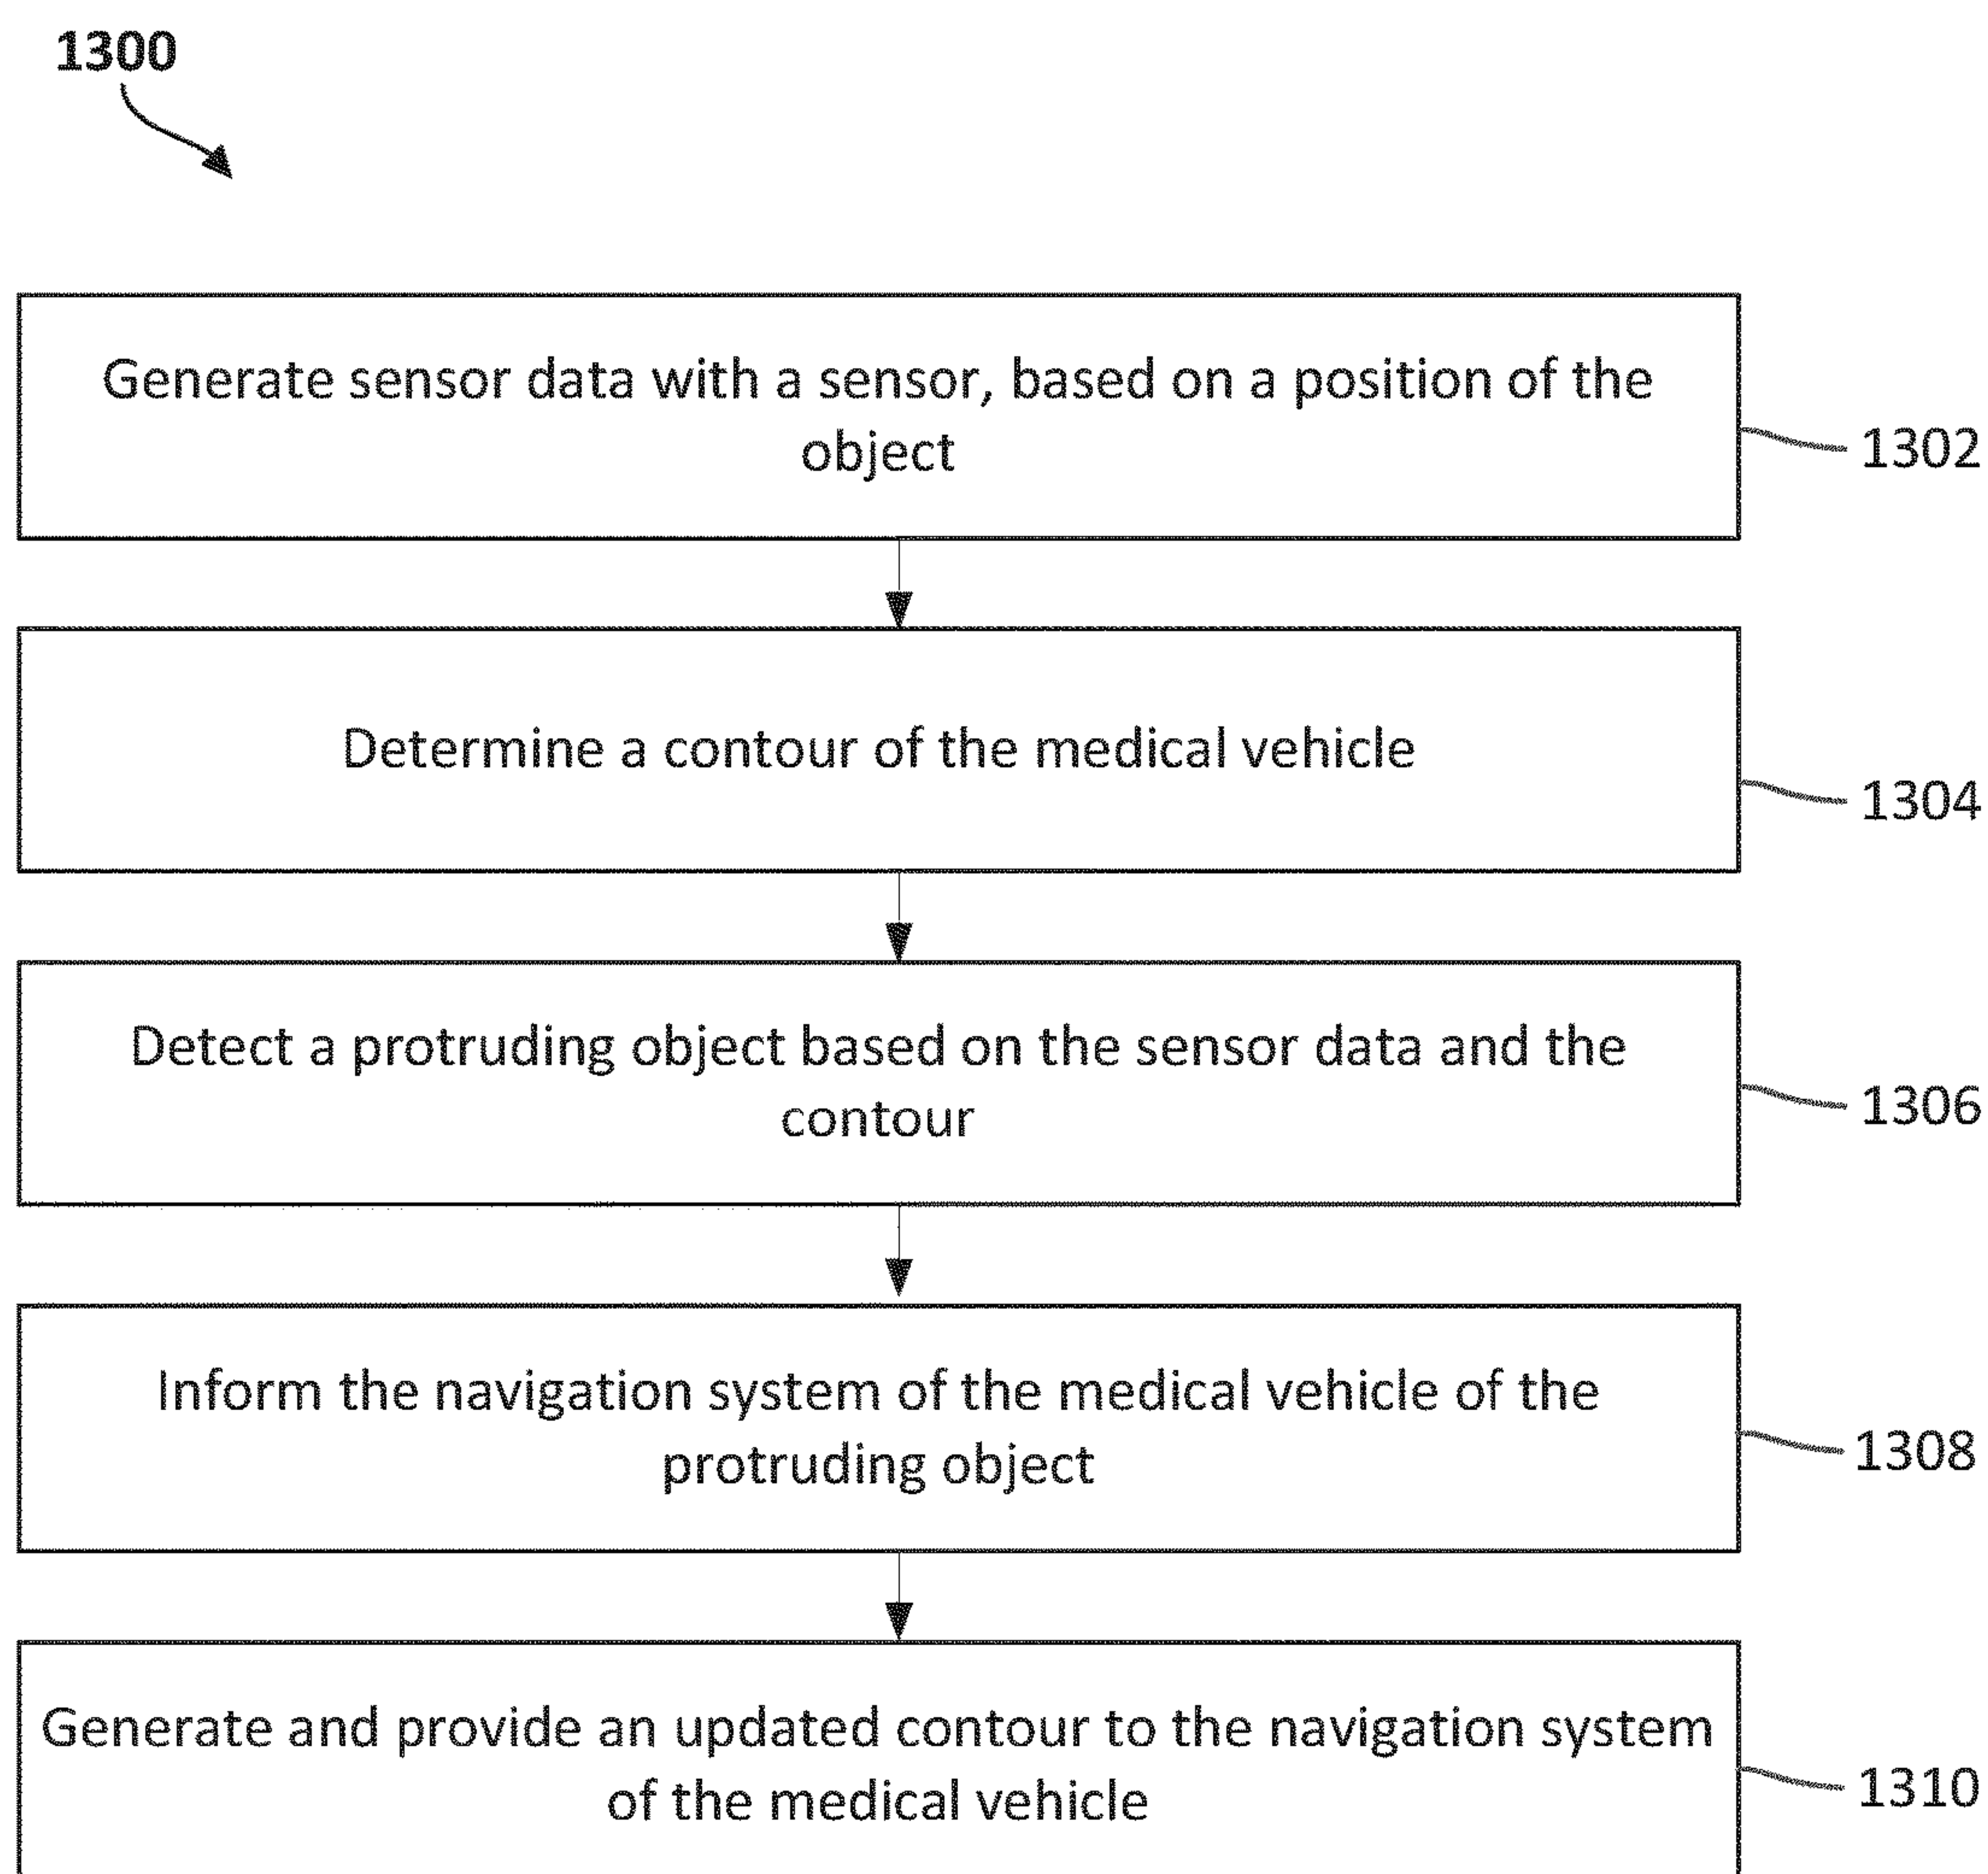 1300
Generate sensor data with a sensor, based on a position of the
object
1302
Determine a contour of the medical vehicle
1304
Detect a protruding object based on the sensor data and the
contour
1306
Inform the navigation system of the medical vehicle of the
protruding object
1308
Generate and provide an updated contour to the navigation system
of the medical vehicle
1310